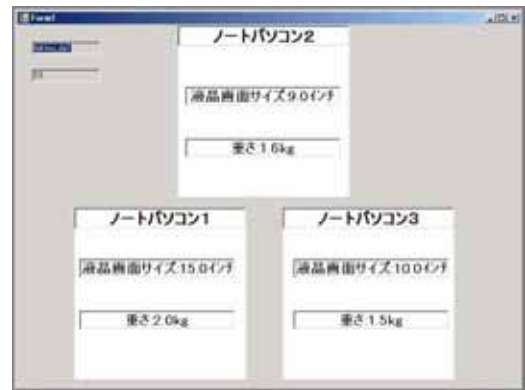 Form1
ノートパソコン2
液晶画面サイズ9.0インチ
重さ1.6kg
ノートパソコン1
液晶画面サイズ15.0インチ
重さ2.0kg
ノートパソコン3
液晶画面サイズ10.0インチ
重さ1.5kg